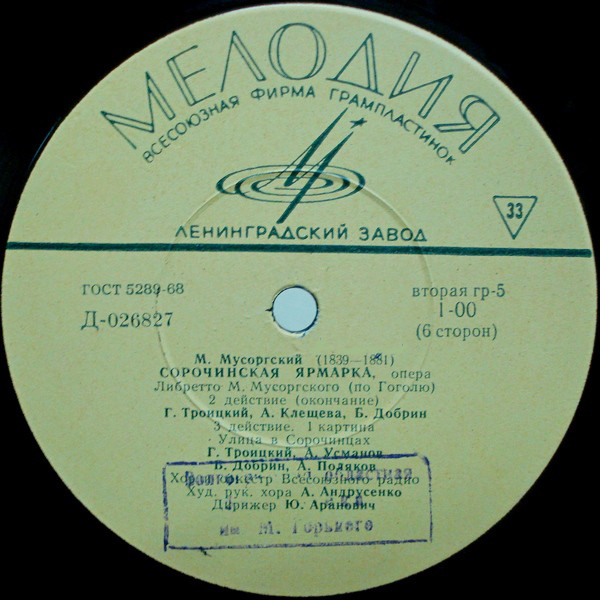 МЕЛОДИЯ
ВСЕСОЮЗНАЯ ФИРМА ГРАМПЛАСТИНОК
ЛЕНИНГРАДСКИЙ ЗАВОД
33
ГОСТ 5289-68
Д-026827
вторая гр-5
1-00
(6 сторон)
М. Мусоргский (1839—1881)
СОРОЧИНСКАЯ ЯРМАРКА, опера
Либретто М. Мусоргского (по Гоголю)
2 действие (окончание)
Г. Троицкий, А. Клещева, Б. Добрин
3 действие. 1 картина
Улица в Сорочинцах
Г. Троицкий, А. Усманов
Б. Добрин, А. Поляков
Хор и оркестр Всесоюзного радио
Худ. рук. хора А. Андрусенко
Дирижер Ю. Аранович
областная
им М. Горького